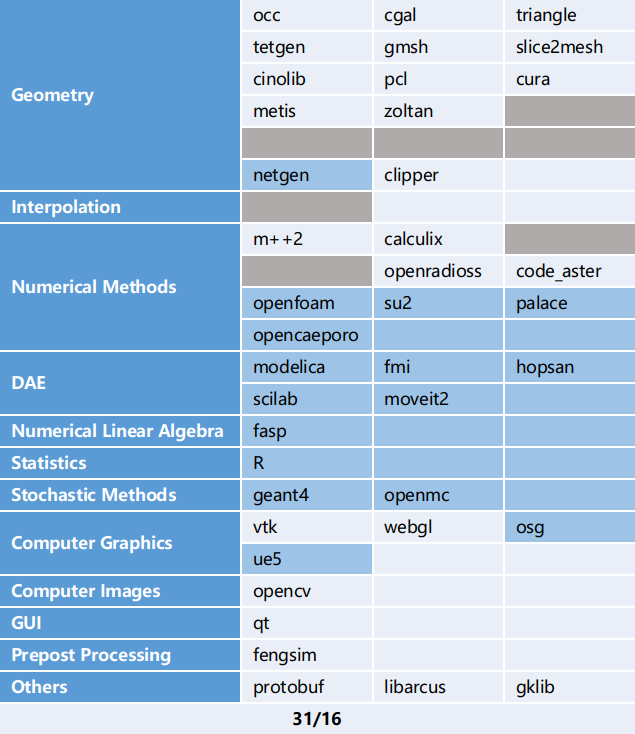 occ cgal triangle
tetgen gmsh slice2mesh
cinolib pcl cura
Geometry
metis zoltan
netgen clipper
Interpolation
m++2 calculix
Numerical Methods
openradioss code_aster
openfoam su2 palace
opencaeporo
DAE
modelica fmi hopsan
scilab moveit2
Numerical Linear Algebra fasp
Statistics R
Stochastic Methods geant4 openmc
Computer Graphics
vtk webgl osg
ue5
Computer Images opencv
GUI qt
Prepost Processing fengsim
Others protobuf libarcus gklib
31/16